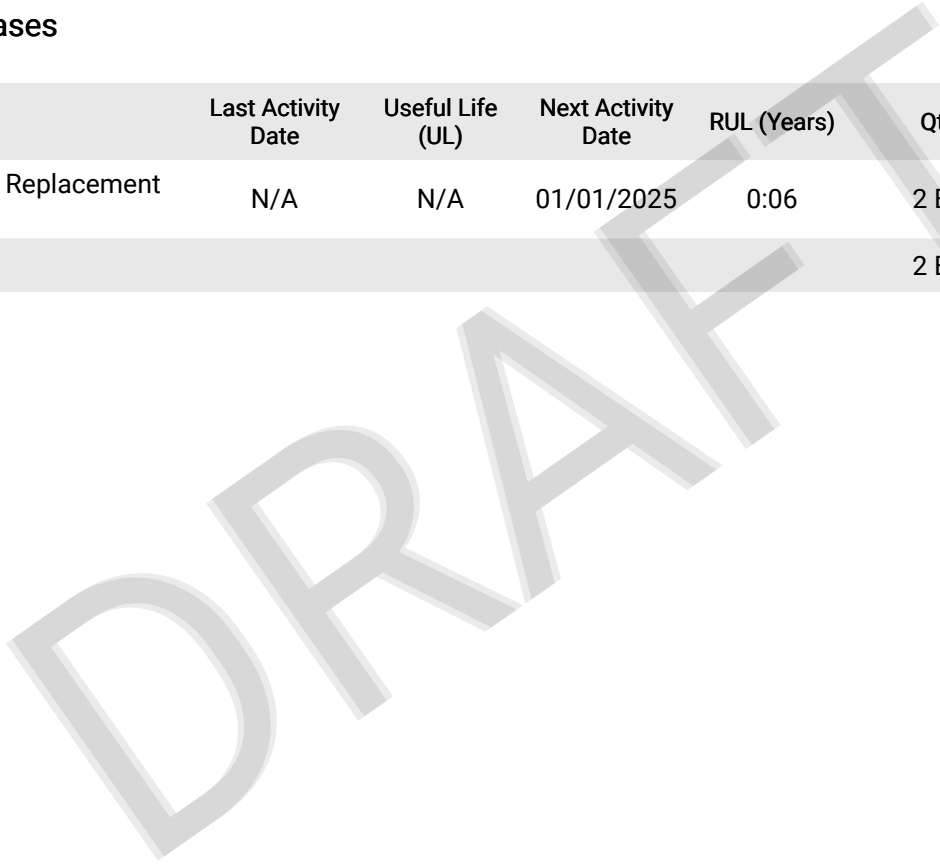 ases
Last Activity Date Useful Life (UL) Next Activity Date RUL (Years) Qt
Replacement N/A N/A 01/01/2025 0:06 2 E
2 E
DRAFT